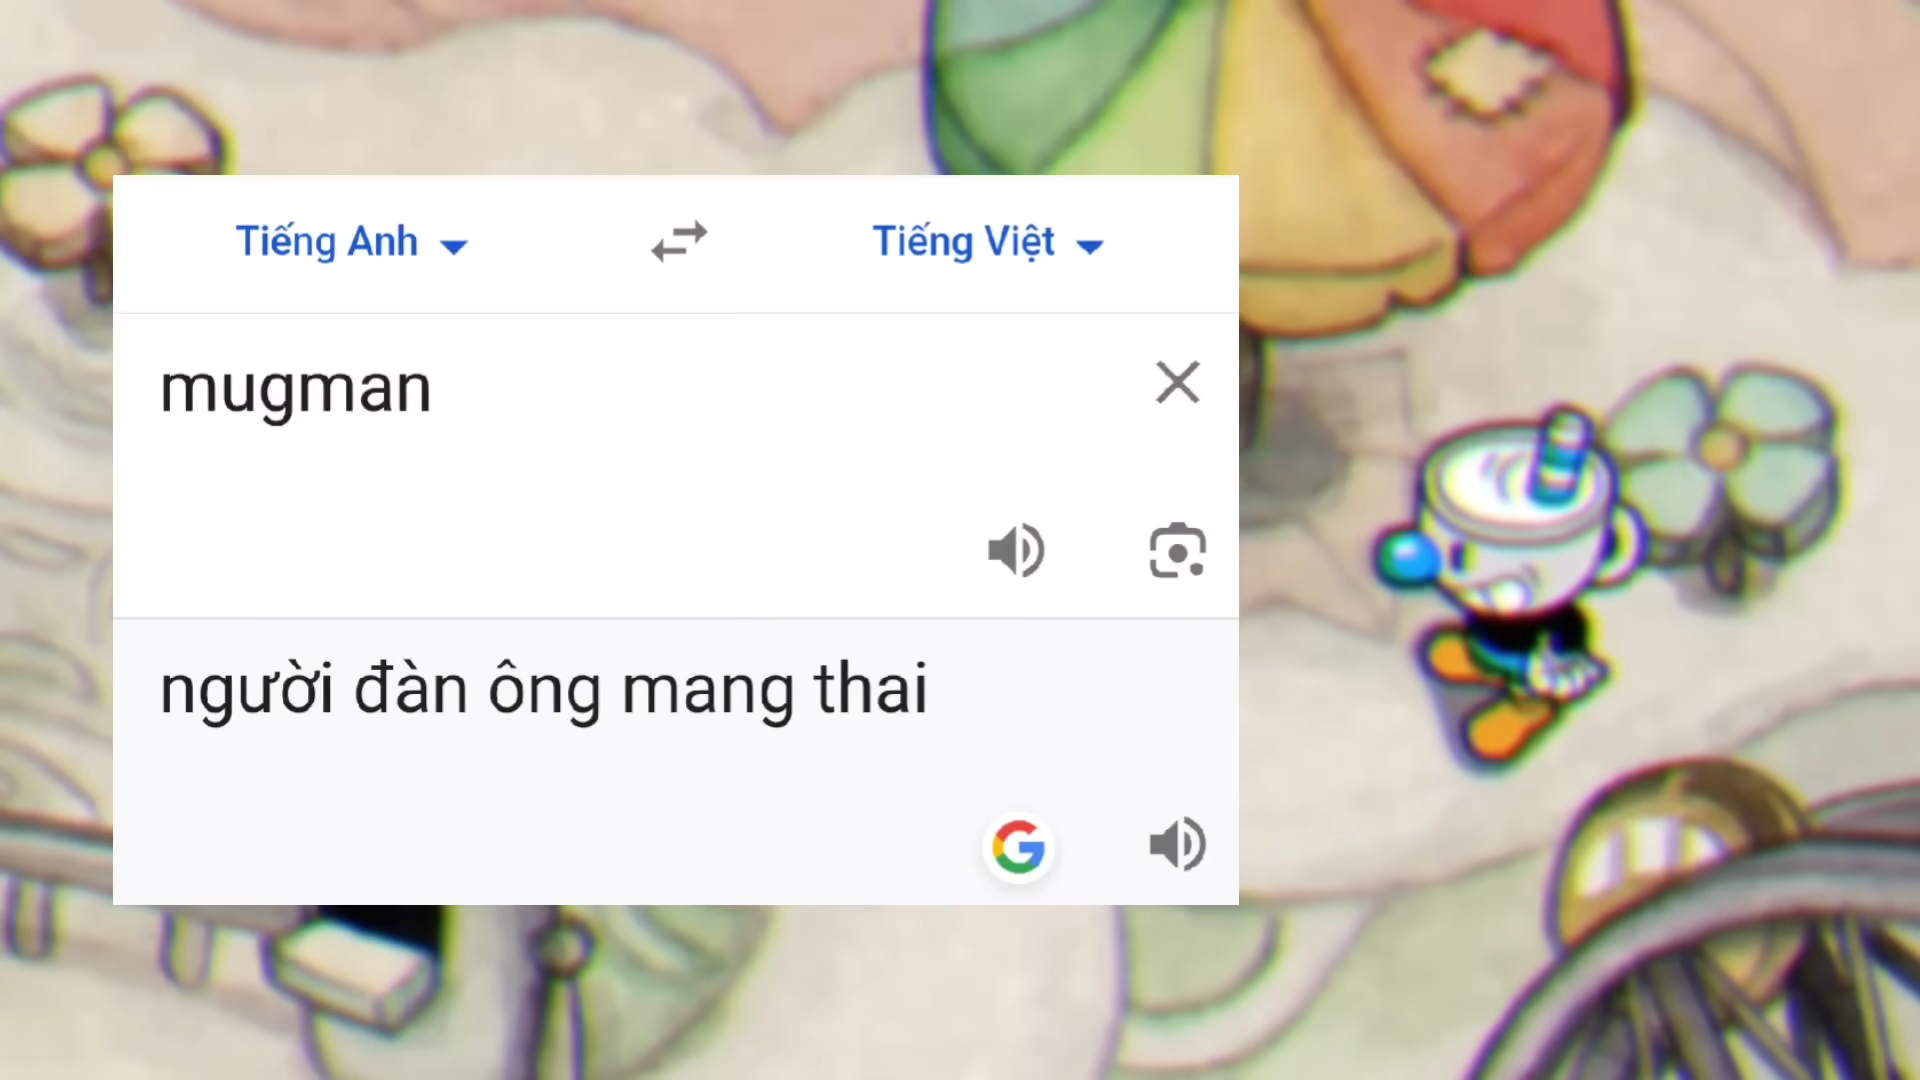 Tiếng Anh
Tiếng Việt
mugman
người đàn ông mang thai